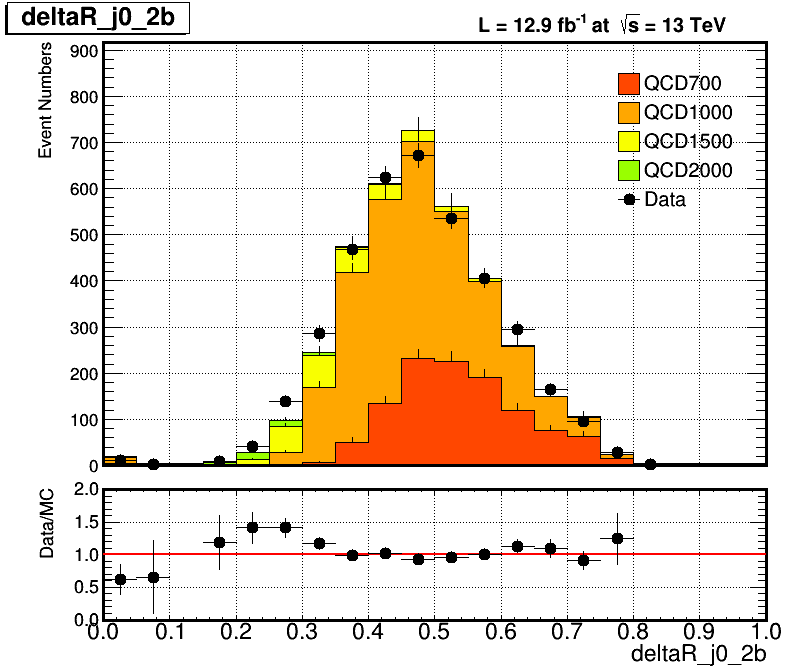 deltaR_j0_2b
L = 12.9 fb⁻¹ at √s = 13 TeV
Event Numbers
900
800
700
600
500
400
300
200
100
0
QCD700
QCD1000
QCD1500
QCD2000
Data
Data/MC
2.0
1.5
1.0
0.5
0.0
0.0 0.1 0.2 0.3 0.4 0.5 0.6 0.7 0.8 0.9 1.0
deltaR_j0_2b